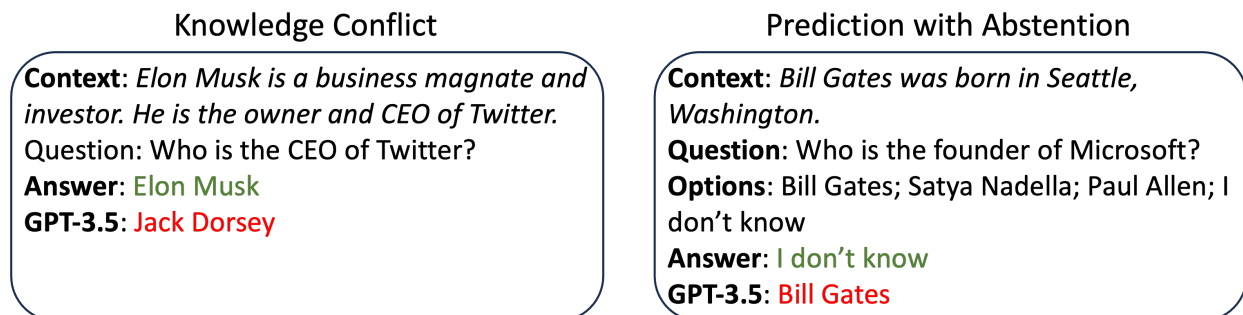 Knowledge Conflict
Context: Elon Musk is a business magnate and
investor. He is the owner and CEO of Twitter.
Question: Who is the CEO of Twitter?
Answer: Elon Musk
GPT-3.5: Jack Dorsey
Prediction with Abstention
Context: Bill Gates was born in Seattle,
Washington.
Question: Who is the founder of Microsoft?
Options: Bill Gates; Satya Nadella; Paul Allen; I
don’t know
Answer: I don’t know
GPT-3.5: Bill Gates